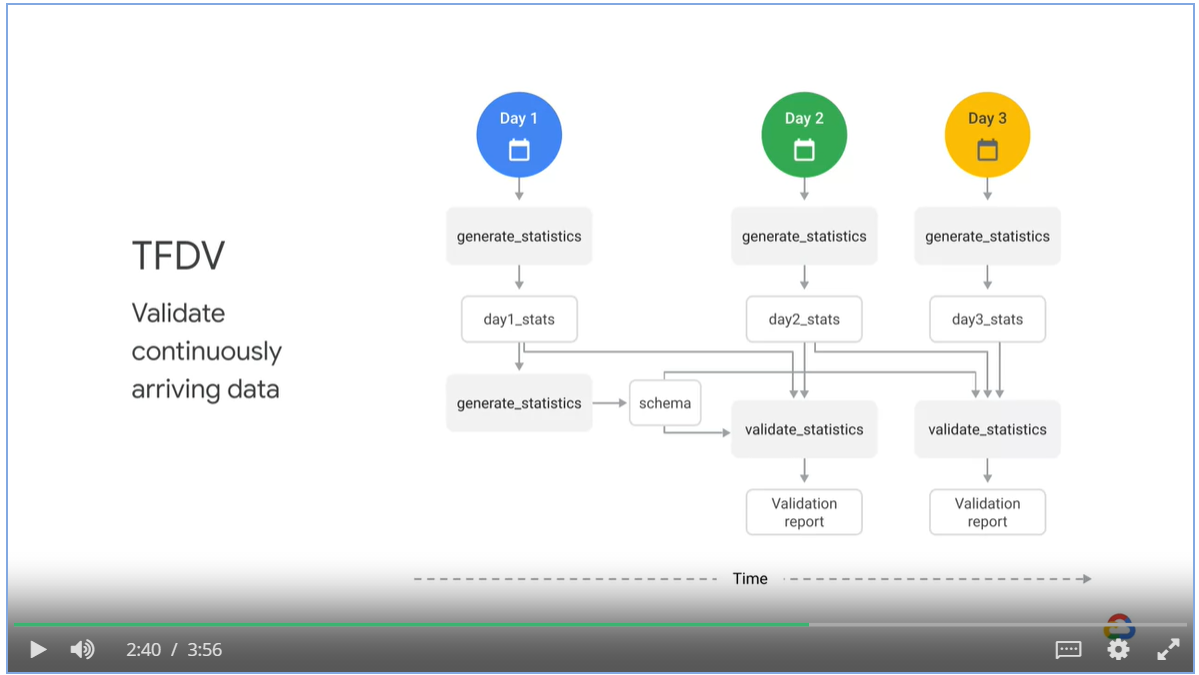 Day 1
Day 2
Day 3
generate_statistics
generate_statistics
generate_statistics
TFDV
Validate
continuously
arriving data
day1_stats
day2_stats
day3_stats
generate_statistics
schema
validate_statistics
validate_statistics
Validation
report
Validation
report
Time
2:40 / 3:56